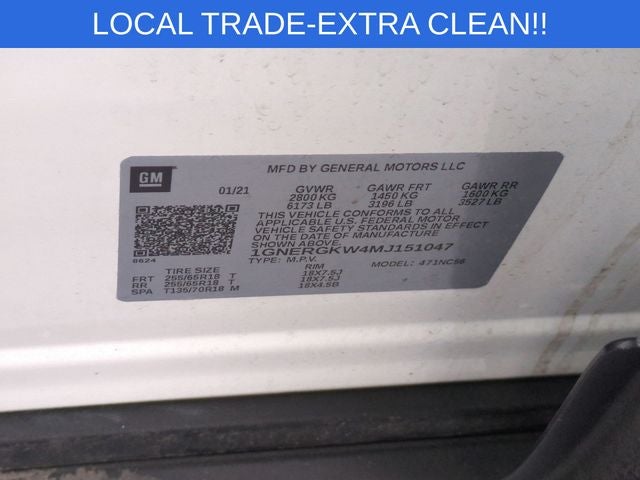 LOCAL TRADE-EXTRA CLEAN!!
GM
MFD BY GENERAL MOTORS LLC
01/21 GVWR GAWR FRT GAWR RR
2800 KG 1450 KG 1600 KG
6173 LB 3196 LB 3527 LB
THIS VEHICLE CONFORMS TO ALL
APPLICABLE U.S. FEDERAL MOTOR
VEHICLE SAFETY STANDARDS IN EFFECT
ON THE DATE OF MANUFACTURE SHOWN ABOVE
1GNERGKW4MJ151047
8624 TYPE: M.P.V. MODEL: 471NC56
TIRE SIZE RIM
FRT 255/65R18 T 18X7.5J
RR 255/65R18 T 18X7.5J
SPA T135/70R18 M 18X4.5B